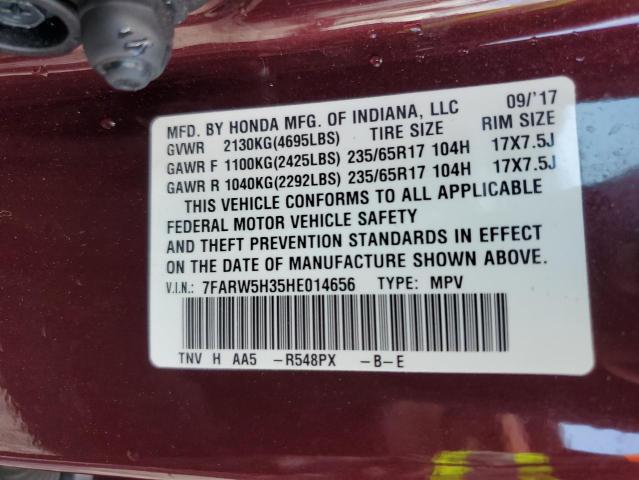 MFD. BY HONDA MFG. OF INDIANA, LLC 09/'17
GVWR 2130KG(4695LBS) TIRE SIZE RIM SIZE
GAWR F 1100KG(2425LBS) 235/65R17 104H 17X7.5J
GAWR R 1040KG(2292LBS) 235/65R17 104H 17X7.5J
THIS VEHICLE CONFORMS TO ALL APPLICABLE
FEDERAL MOTOR VEHICLE SAFETY
AND THEFT PREVENTION STANDARDS IN EFFECT
ON THE DATE OF MANUFACTURE SHOWN ABOVE.
V.I.N.: 7FARW5H35HE014656 TYPE: MPV
TNV H AA5 -R548PX -B-E